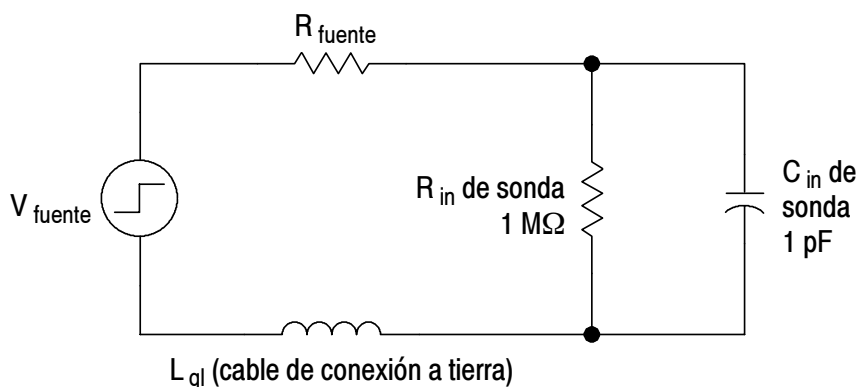 R fuente
V fuente
R in de sonda
1 MΩ
C in de
sonda
1 pF
L gl (cable de conexión a tierra)